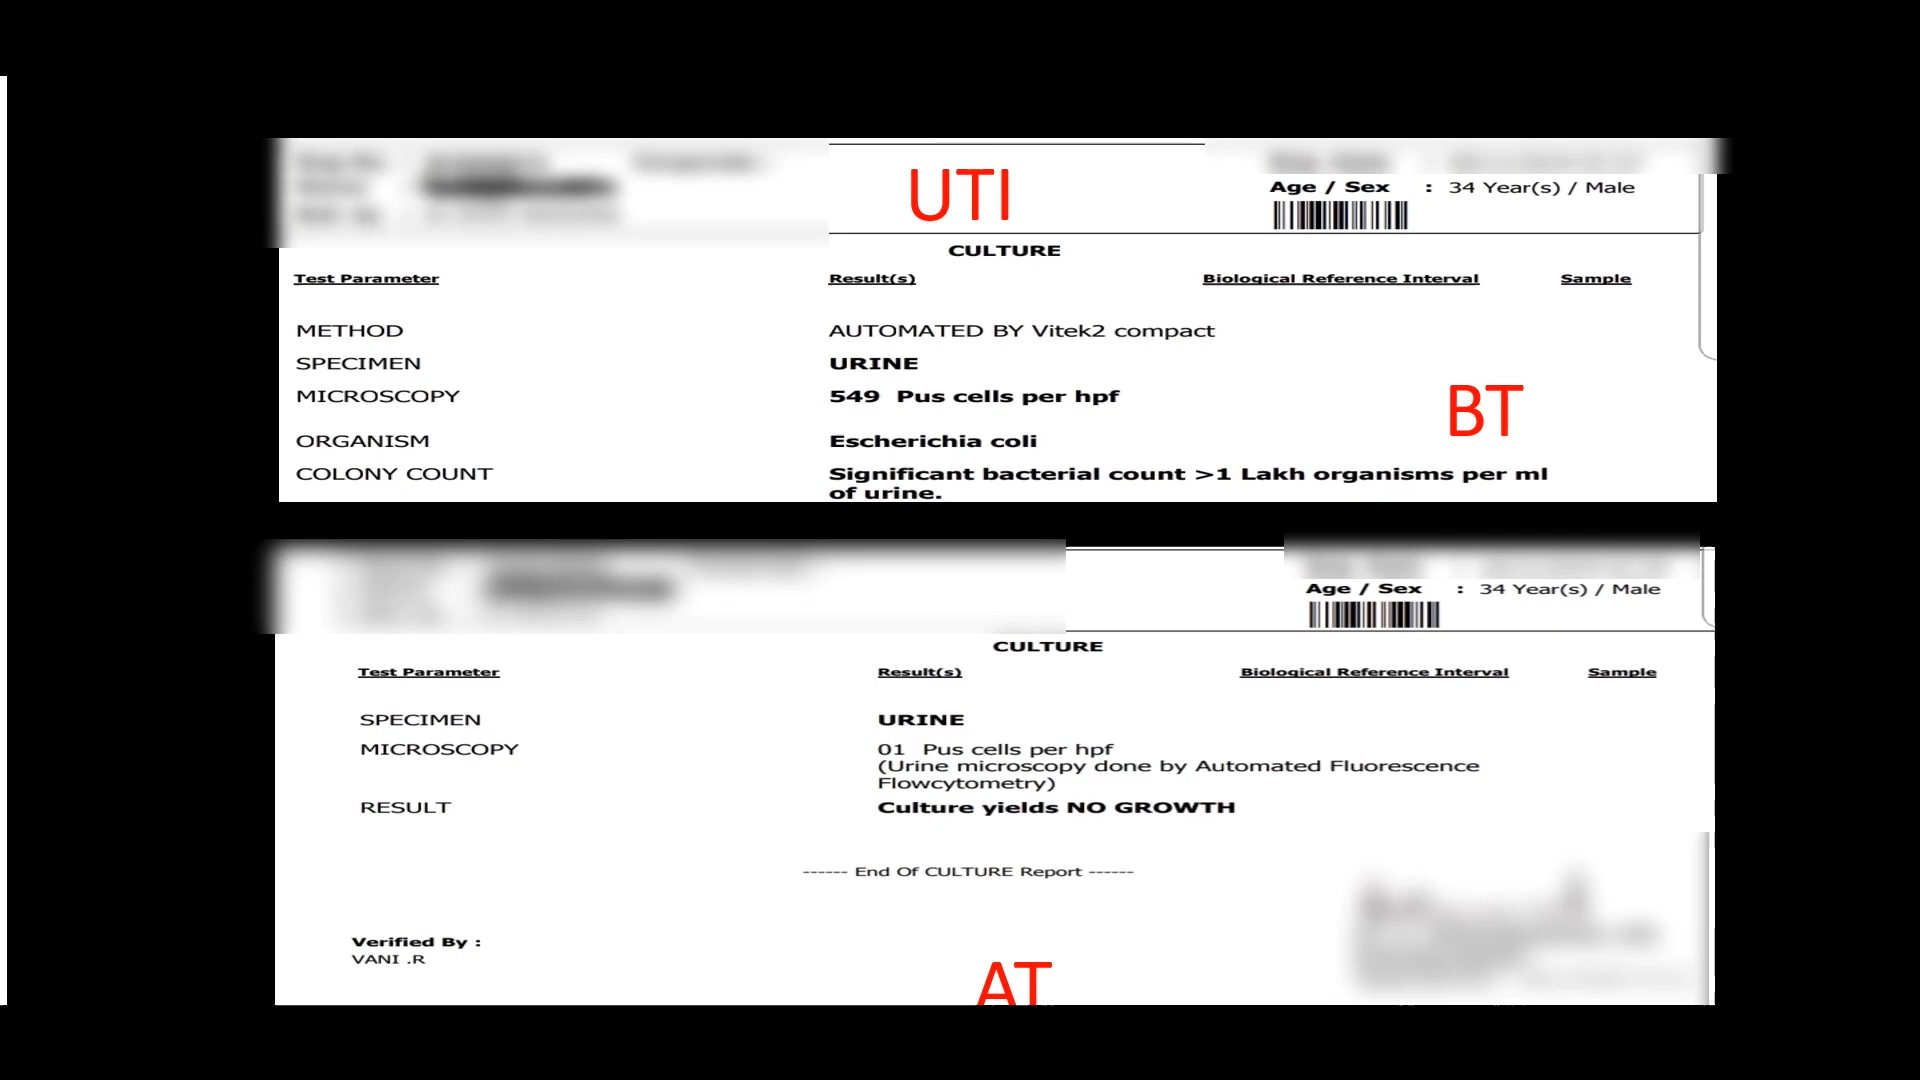 UTI
Age / Sex : 34 Year(s) / Male
CULTURE
Test Parameter Result(s) Biological Reference Interval Sample
METHOD AUTOMATED BY Vitek2 compact
SPECIMEN URINE
MICROSCOPY 549 Pus cells per hpf
BT
ORGANISM Escherichia coli
COLONY COUNT Significant bacterial count >1 Lakh organisms per ml
of urine.
Age / Sex : 34 Year(s) / Male
CULTURE
Test Parameter Result(s) Biological Reference Interval Sample
SPECIMEN URINE
MICROSCOPY 01 Pus cells per hpf
(Urine microscopy done by Automated Fluorescence
Flowcytometry)
RESULT Culture yields NO GROWTH
------ End Of CULTURE Report ------
Verified By :
VANI .R
AT